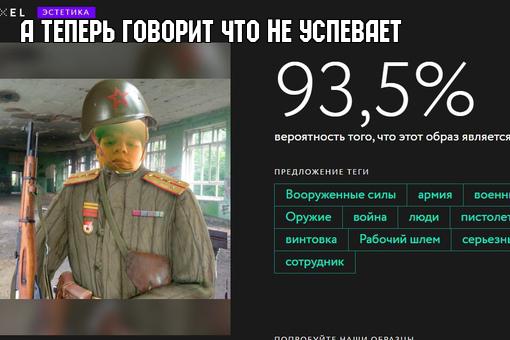 XEL ЭСТЕТИКА
А ТЕПЕРЬ ГОВОРИТ ЧТО НЕ УСПЕВАЕТ
93,5%
вероятность того, что этот образ является
ПРЕДЛОЖЕНИЕ ТЕГИ
Вооруженные силы армия военн
Оружие война люди пистолет
винтовка Рабочий шлем серьезнь
сотрудник
ПОПРОБУЙТЕ НАШИ ОБРАЗЦЫ